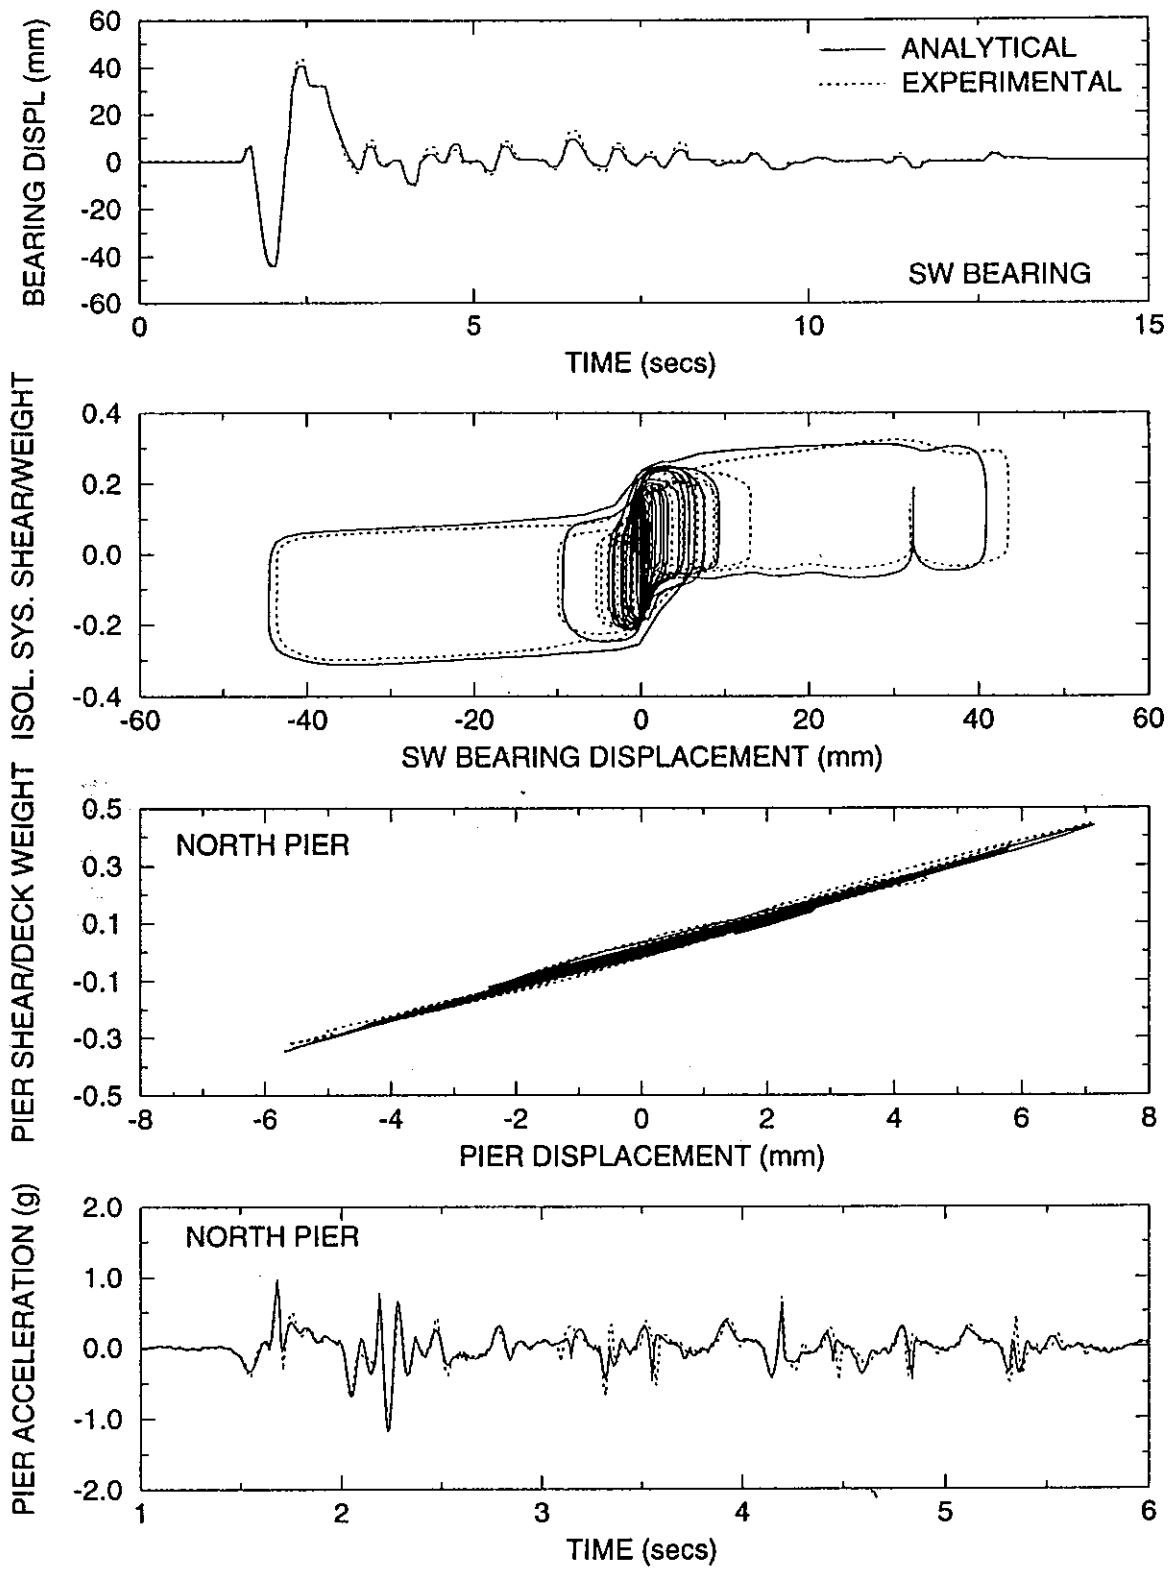 BEARING DISPL (mm)
60
40
20
0
-20
-40
-60
ANALYTICAL
EXPERIMENTAL
SW BEARING
0 5 10 15
TIME (secs)
ISOL. SYS. SHEAR/WEIGHT
0.4
0.2
0.0
-0.2
-0.4
-60 -40 -20 0 20 40 60
SW BEARING DISPLACEMENT (mm)
PIER SHEAR/DECK WEIGHT
0.5
0.3
0.1
-0.1
-0.3
-0.5
NORTH PIER
-8 -6 -4 -2 0 2 4 6 8
PIER DISPLACEMENT (mm)
PIER ACCELERATION (g)
2.0
1.0
0.0
-1.0
-2.0
NORTH PIER
1 2 3 4 5 6
TIME (secs)